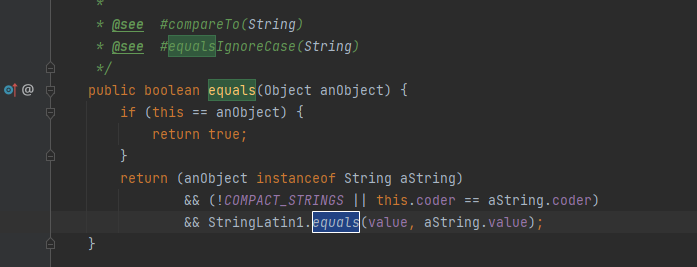 *
* @see #compareTo(String)
* @see #equalsIgnoreCase(String)
*/
@ public boolean equals(Object anObject) {
if (this == anObject) {
return true;
}
return (anObject instanceof String aString)
&& (!COMPACT_STRINGS || this.coder == aString.coder)
&& StringLatin1.equals(value, aString.value);
}